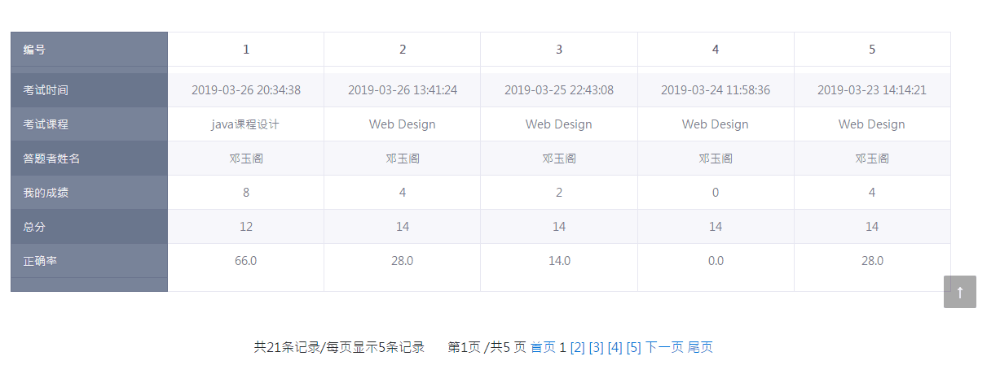 编号 1 2 3 4 5
考试时间 2019-03-26 20:34:38 2019-03-26 13:41:24 2019-03-25 22:43:08 2019-03-24 11:58:36 2019-03-23 14:14:21
考试课程 java课程设计 Web Design Web Design Web Design Web Design
答题者姓名 邓玉阁 邓玉阁 邓玉阁 邓玉阁 邓玉阁
我的成绩 8 4 2 0 4
总分 12 14 14 14 14
正确率 66.0 28.0 14.0 0.0 28.0
↑
共21条记录/每页显示5条记录 第1页 /共5 页 首页 1 [2] [3] [4] [5] 下一页 尾页